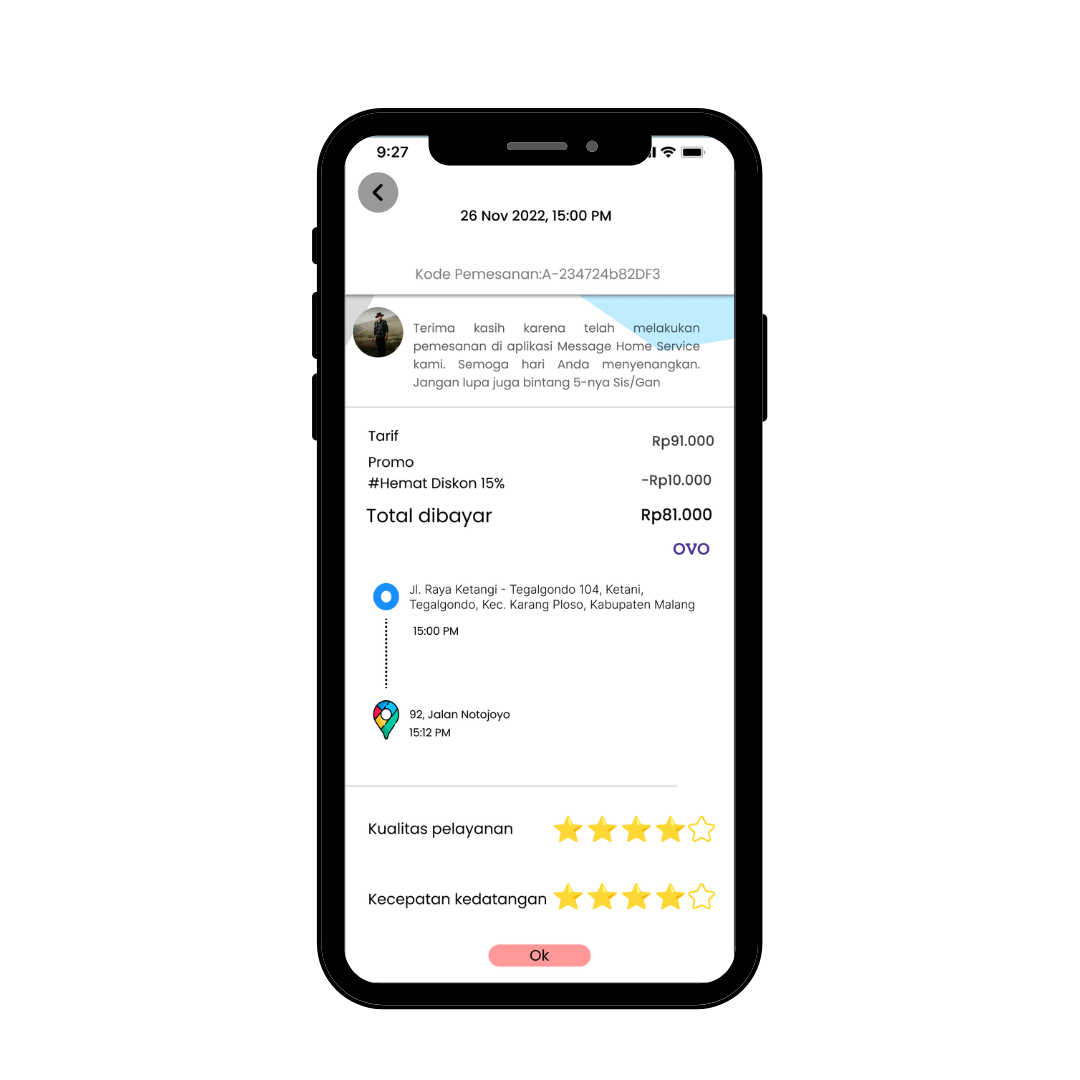 9:27
26 Nov 2022, 15:00 PM
Kode Pemesanan:A-234724b82DF3
Terima kasih karena telah melakukan
pemesanan di aplikasi Message Home Service
kami. Semoga hari Anda menyenangkan.
Jangan lupa juga bintang 5-nya Sis/Gan
Tarif Rp91.000
Promo
#Hemat Diskon 15% -Rp10.000
Total dibayar Rp81.000
OVO
Jl. Raya Ketangi - Tegalgondo 104, Ketani,
Tegalgondo, Kec. Karang Ploso, Kabupaten Malang
15:00 PM
92, Jalan Notojoyo
15:12 PM
Kualitas pelayanan
Kecepatan kedatangan
Ok